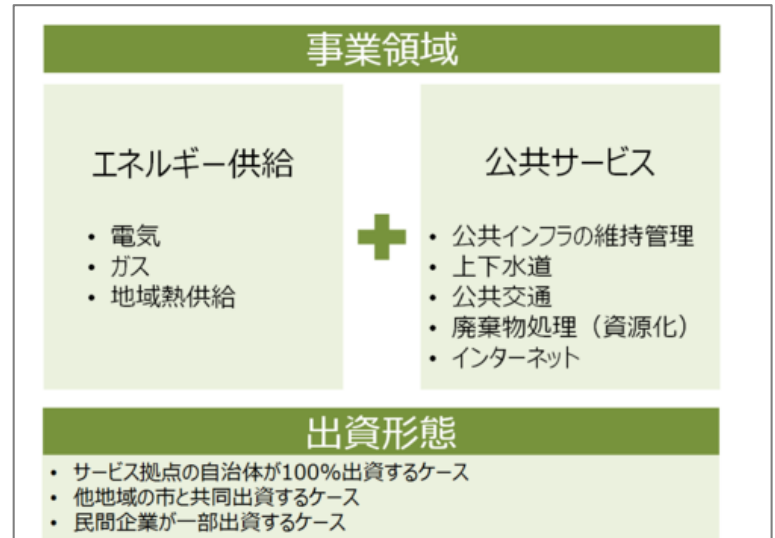 事業領域
エネルギー供給
・電気
・ガス
・地域熱供給
公共サービス
・公共インフラの維持管理
・上下水道
・公共交通
・廃棄物処理（資源化）
・インターネット
出資形態
・サービス拠点の自治体が100%出資するケース
・他地域の市と共同出資するケース
・民間企業が一部出資するケース